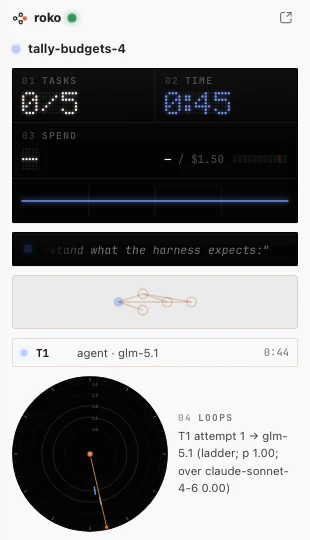 roko
tally-budgets-4
01 TASKS
02 TIME
0/5
0:45
03 SPEND
— / $1.50
stand what the harness expects:"
T1 agent · glm-5.1 0:44
04 LOOPS
T1 attempt 1 → glm-
5.1 (ladder; p 1.00;
over claude-sonnet-
4-6 0.00)